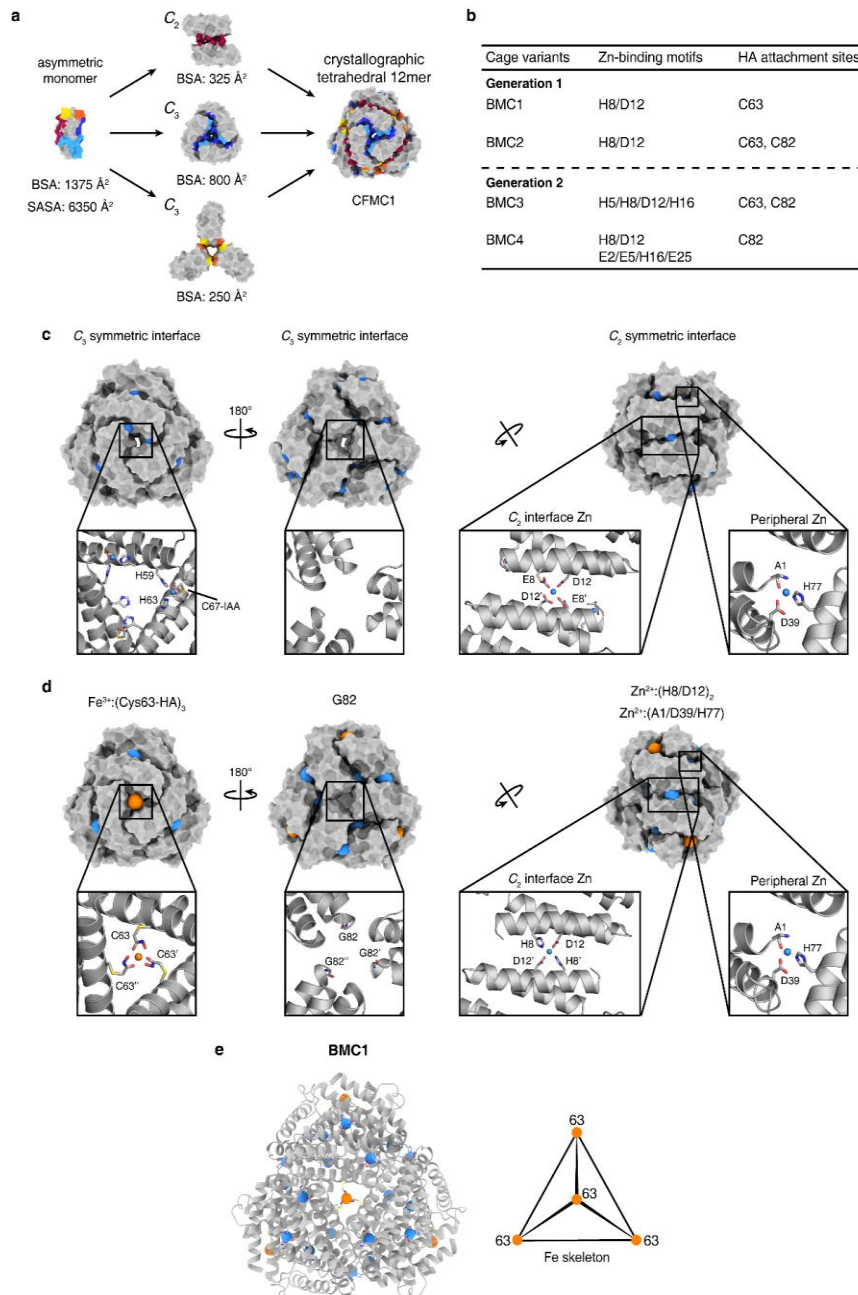 a
asymmetric
monomer
BSA: 1375 Å²
SASA: 6350 Å²
C₂
BSA: 325 Å²
C₃
BSA: 800 Å²
C₃
BSA: 250 Å²
crystallographic
tetrahedral 12mer
CFMC1
b
Cage variants Zn-binding motifs HA attachment sites
Generation 1
BMC1 H8/D12 C63
BMC2 H8/D12 C63, C82
Generation 2
BMC3 H5/H8/D12/H16 C63, C82
BMC4 H8/D12 C82
E2/E5/H16/E25
c
C₃ symmetric interface
C₃ symmetric interface
C₂ symmetric interface
180°
H59
H63
C67-IAA
C₂ interface Zn
E8
D12
D12'
E8'
Peripheral Zn
A1
H77
D39
d
Fe³⁺:(Cys63-HA)₃
G82
Zn²⁺:(H8/D12)₂
Zn²⁺:(A1/D39/H77)
180°
C63
C63'
C63''
G82
G82''
G82'
C₂ interface Zn
H8
D12
D12'
H8'
Peripheral Zn
A1
H77
D39
e
BMC1
63
63
63
63
Fe skeleton